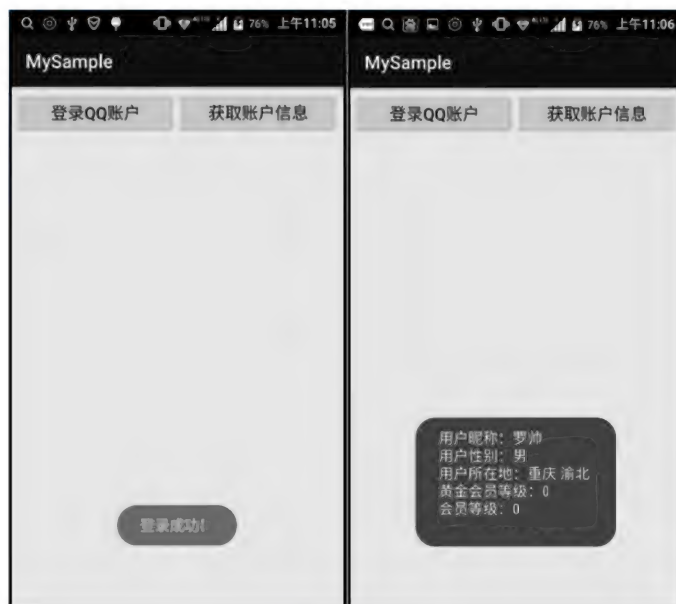 76% 上午11:05
MySample
登录QQ账户 获取账户信息
登录成功!
76% 上午11:06
MySample
登录QQ账户 获取账户信息
用户昵称：罗帅
用户性别：男
用户所在地：重庆 渝北
黄金会员等级：0
会员等级：0